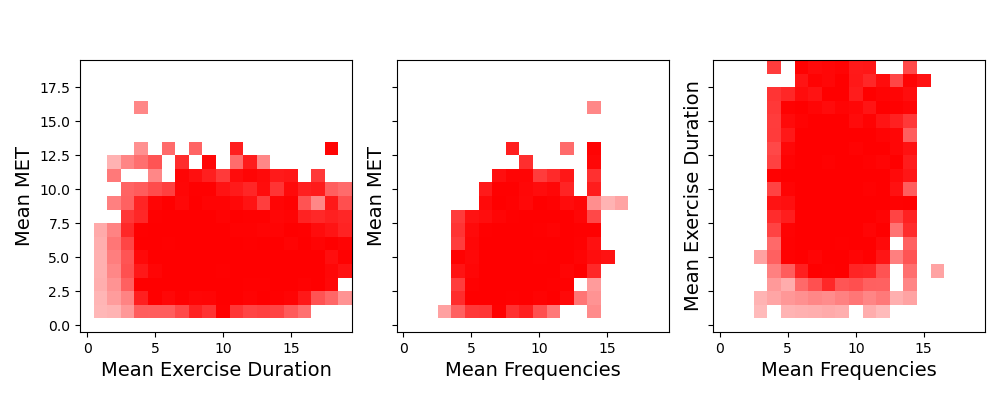 Mean MET
17.5
15.0
12.5
10.0
7.5
5.0
2.5
0.0
0 5 10 15
Mean Exercise Duration
Mean MET
0 5 10 15
Mean Frequencies
Mean Exercise Duration
0 5 10 15
Mean Frequencies